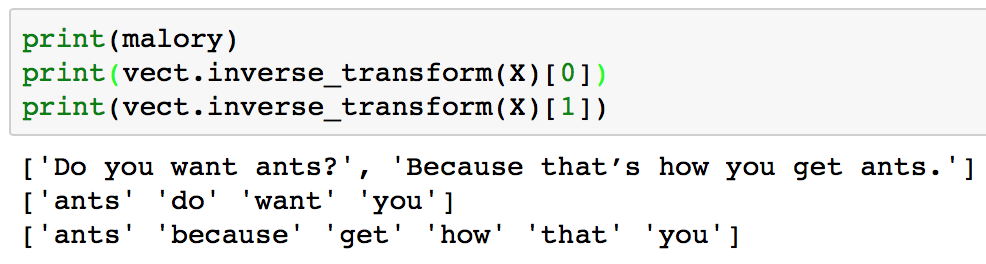 print(malory)
print(vect.inverse_transform(X)[0])
print(vect.inverse_transform(X)[1])
['Do you want ants?', 'Because that’s how you get ants.']
['ants' 'do' 'want' 'you']
['ants' 'because' 'get' 'how' 'that' 'you']